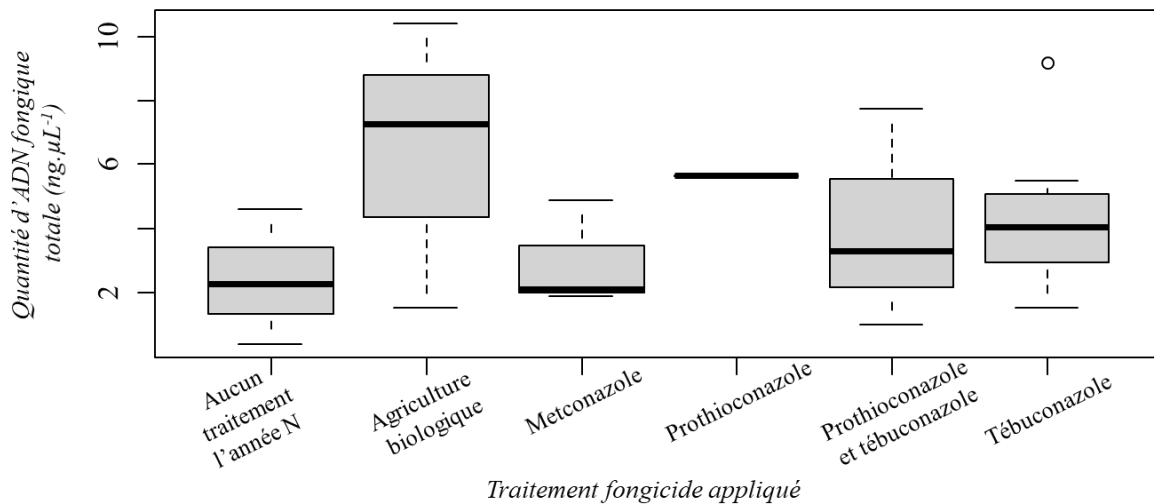 Quantité d'ADN fongique
totale (ng.µL-1)
10
6
2
Aucun
traitement
l'année N
Agriculture
biologique
Metconazole
Prothioconazole
Prothioconazole
et tébuconazole
Tébuconazole
Traitement fongicide appliqué